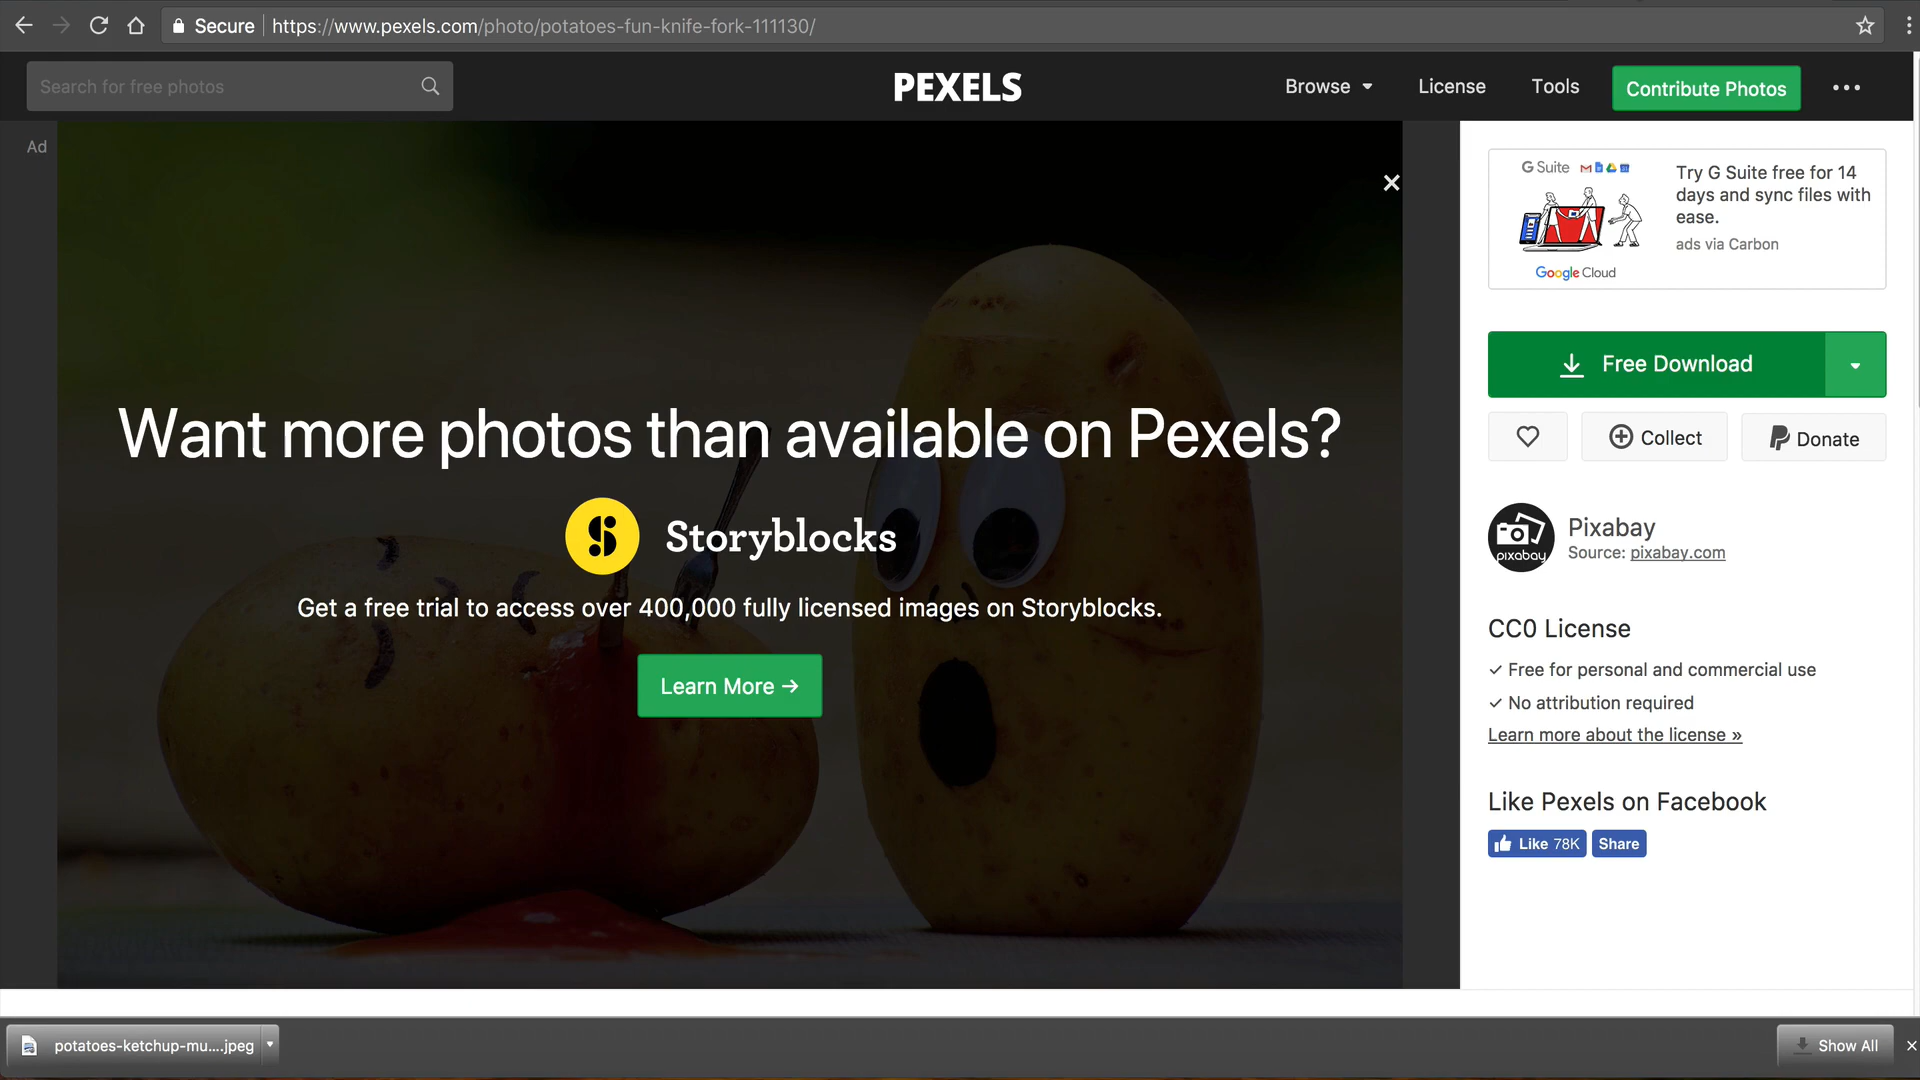 Secure
https://www.pexels.com/photo/potatoes-fun-knife-fork-111130/
Search for free photos
PEXELS
Browse
License
Tools
Contribute Photos
Ad
Want more photos than available on Pexels?
Storyblocks
Get a free trial to access over 400,000 fully licensed images on Storyblocks.
Learn More →
G Suite
Try G Suite free for 14
days and sync files with
ease.
ads via Carbon
Google Cloud
Free Download
Collect
Donate
pixabay
Pixabay
Source: pixabay.com
CC0 License
✓ Free for personal and commercial use
✓ No attribution required
Learn more about the license »
Like Pexels on Facebook
Like 78K
Share
potatoes-ketchup-mu....jpeg
Show All